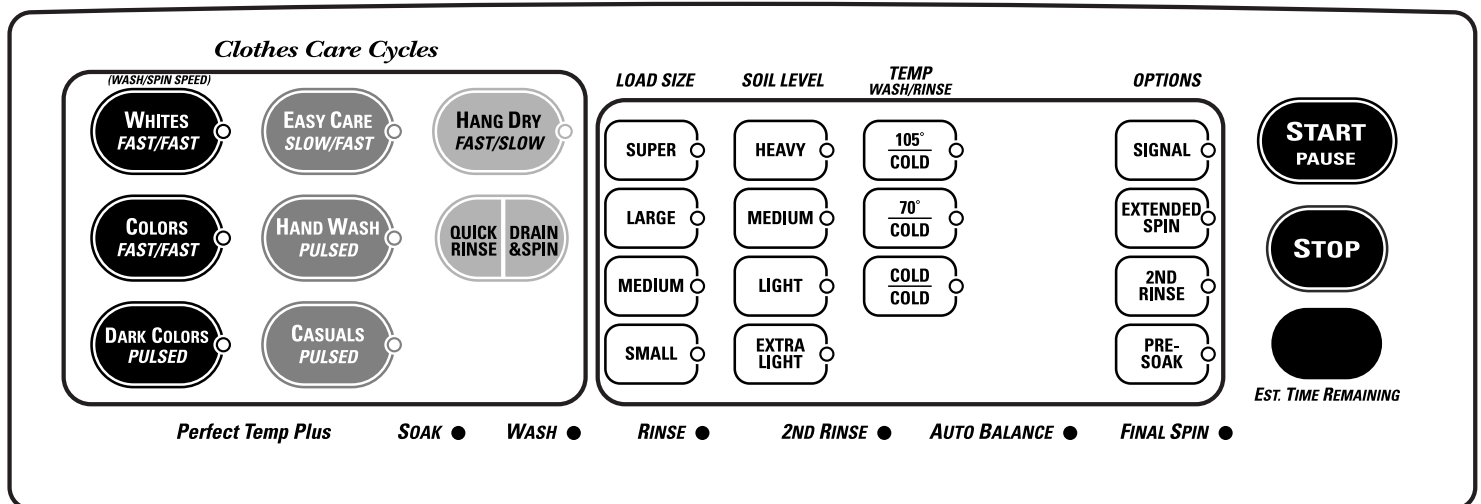 Clothes Care Cycles
(WASH/SPIN SPEED)
WHITES
FAST/FAST
EASY CARE
SLOW/FAST
HANG DRY
FAST/SLOW
COLORS
FAST/FAST
HAND WASH
PULSED
QUICK
RINSE
DRAIN
&SPIN
DARK COLORS
PULSED
CASUALS
PULSED
LOAD SIZE
SUPER
LARGE
MEDIUM
SMALL
SOIL LEVEL
HEAVY
MEDIUM
LIGHT
EXTRA
LIGHT
TEMP
WASH/RINSE
105°
COLD
70°
COLD
COLD
COLD
OPTIONS
SIGNAL
EXTENDED
SPIN
2ND
RINSE
PRE-
SOAK
START
PAUSE
STOP
EST. TIME REMAINING
Perfect Temp Plus
SOAK
WASH
RINSE
2ND RINSE
AUTO BALANCE
FINAL SPIN